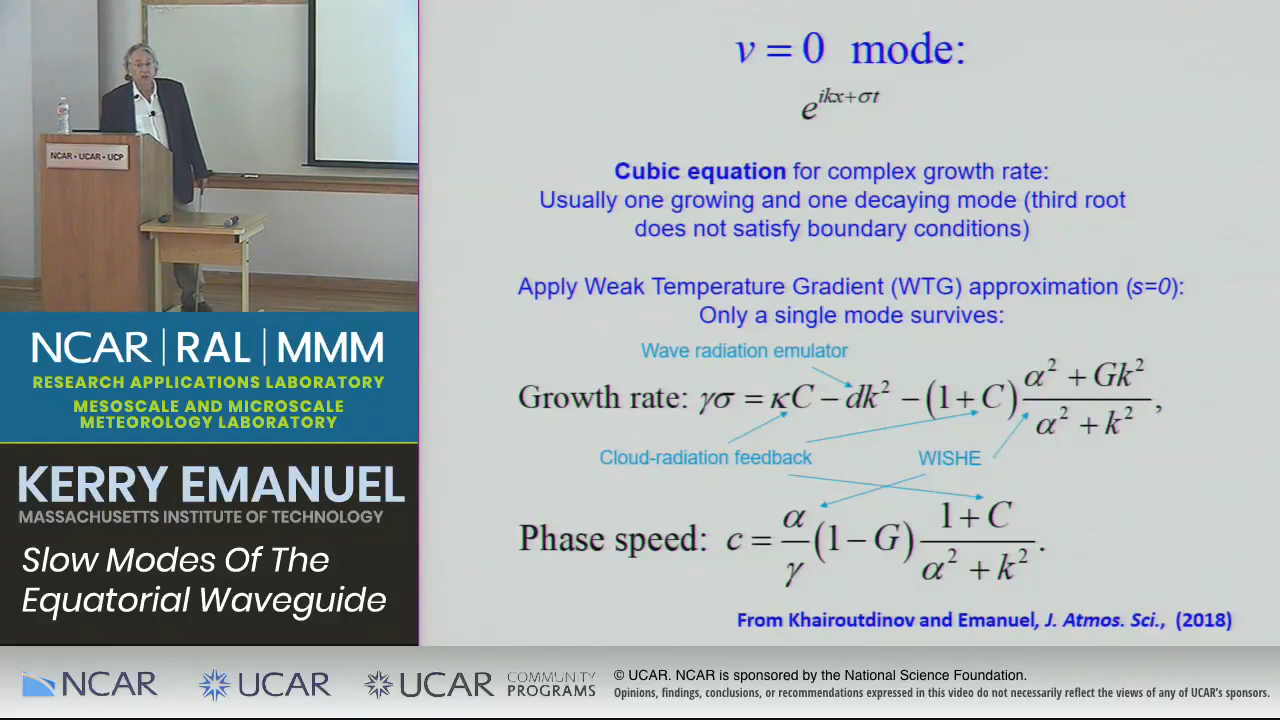 NCAR • UCAR • UCP
NCAR | RAL | MMM
RESEARCH APPLICATIONS LABORATORY
MESOSCALE AND MICROSCALE
METEOROLOGY LABORATORY
KERRY EMANUEL
MASSACHUSETTS INSTITUTE OF TECHNOLOGY
Slow Modes Of The
Equatorial Waveguide
v = 0 mode:
e^{ikx+σt}
Cubic equation for complex growth rate:
Usually one growing and one decaying mode (third root
does not satisfy boundary conditions)
Apply Weak Temperature Gradient (WTG) approximation (s=0):
Only a single mode survives:
Wave radiation emulator
Growth rate: γσ = κC − dk² − (1+C) (α² + Gk²)/(α² + k²),
Cloud-radiation feedback WISHE
Phase speed: c = α/γ (1−G) (1+C)/(α² + k²).
From Khairoutdinov and Emanuel, J. Atmos. Sci., (2018)
NCAR UCAR UCAR COMMUNITY PROGRAMS
© UCAR. NCAR is sponsored by the National Science Foundation.
Opinions, findings, conclusions, or recommendations expressed in this video do not necessarily reflect the views of any of UCAR's sponsors.